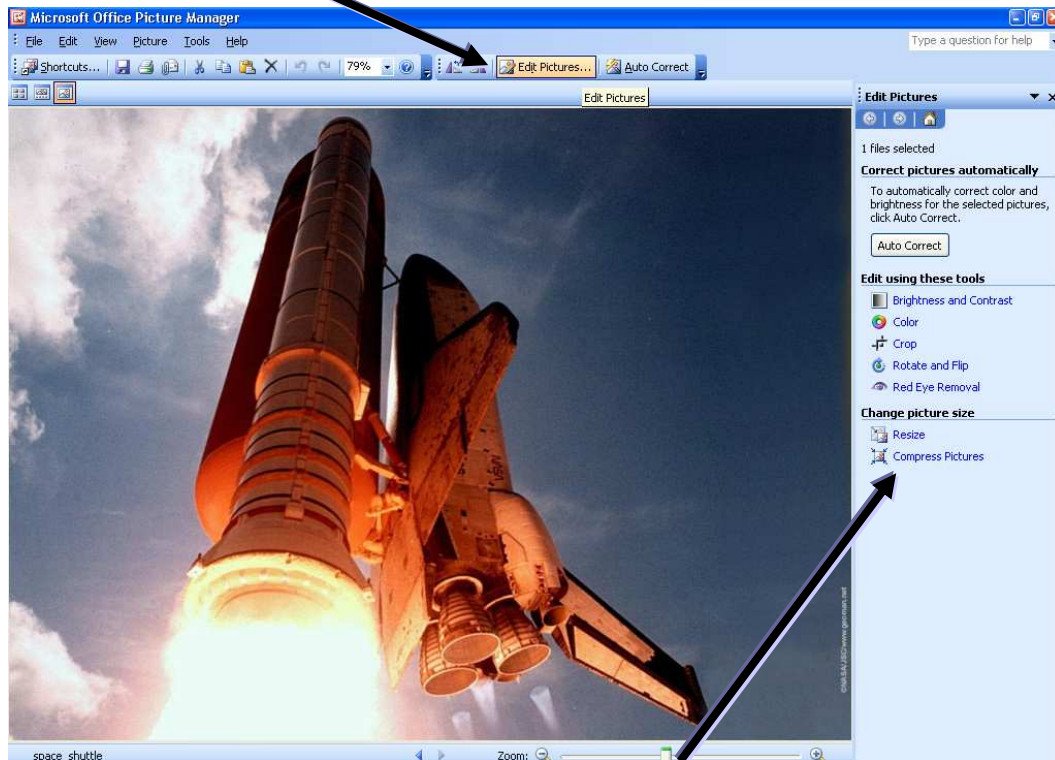 Microsoft Office Picture Manager
File Edit View Picture Tools Help
Type a question for help
Shortcuts... 79% Edit Pictures... Auto Correct
Edit Pictures
Edit Pictures
1 files selected
Correct pictures automatically
To automatically correct color and
brightness for the selected pictures,
click Auto Correct.
Auto Correct
Edit using these tools
Brightness and Contrast
Color
Crop
Rotate and Flip
Red Eye Removal
Change picture size
Resize
Compress Pictures
NASA
space_shuttle Zoom: